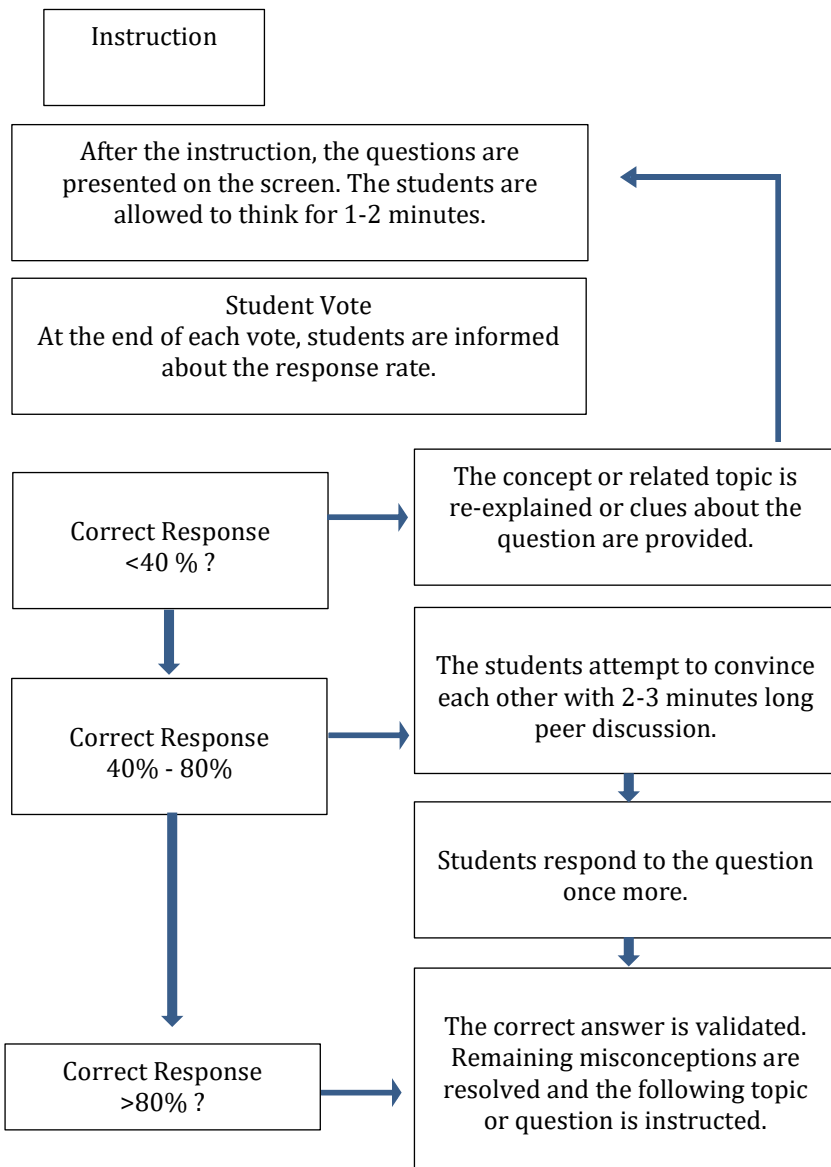 Instruction
After the instruction, the questions are
presented on the screen. The students are
allowed to think for 1-2 minutes.
Student Vote
At the end of each vote, students are informed
about the response rate.
Correct Response
<40 % ?
The concept or related topic is
re-explained or clues about the
question are provided.
Correct Response
40% - 80%
The students attempt to convince
each other with 2-3 minutes long
peer discussion.
Students respond to the question
once more.
Correct Response
>80% ?
The correct answer is validated.
Remaining misconceptions are
resolved and the following topic
or question is instructed.